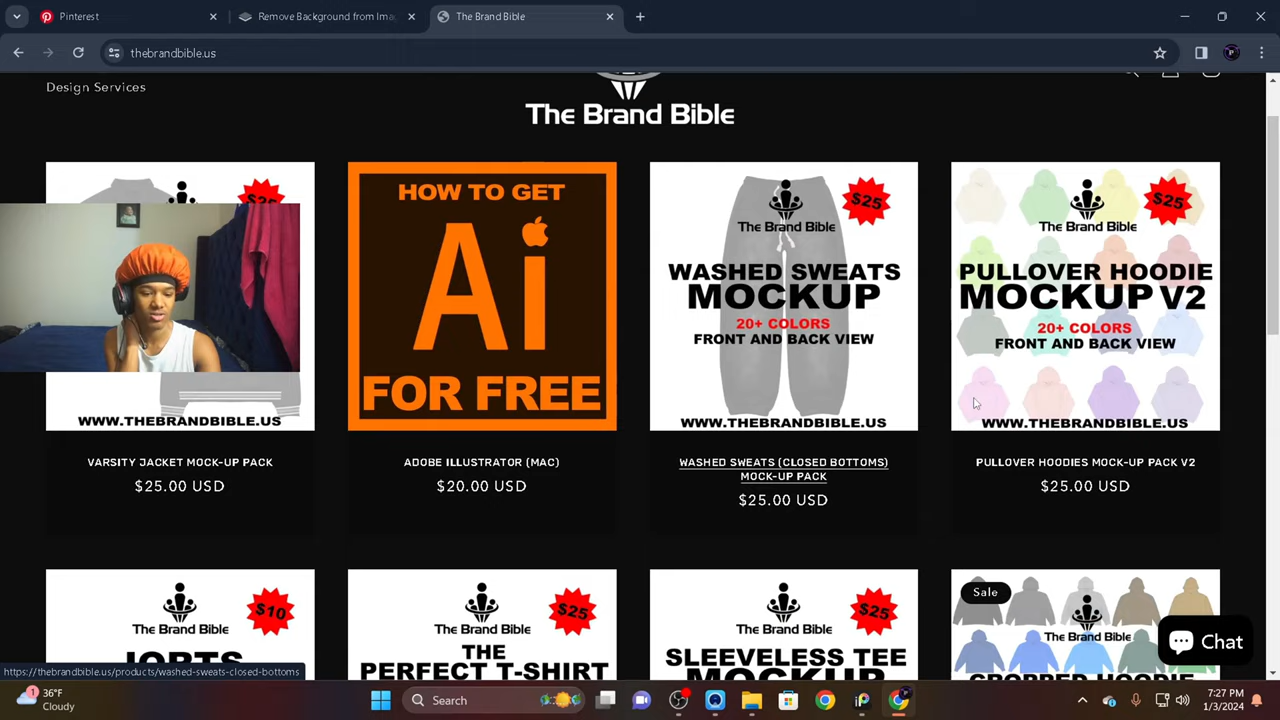 Pinterest
Remove Background from Ima
The Brand Bible
thebrandbible.us
Design Services
The Brand Bible
$25
WWW.THEBRANDBIBLE.US
HOW TO GET
Ai
FOR FREE
$25
The Brand Bible
WASHED SWEATS
MOCKUP
20+ COLORS
FRONT AND BACK VIEW
WWW.THEBRANDBIBLE.US
$25
The Brand Bible
PULLOVER HOODIE
MOCKUP V2
20+ COLORS
FRONT AND BACK VIEW
WWW.THEBRANDBIBLE.US
VARSITY JACKET MOCK-UP PACK
$25.00 USD
ADOBE ILLUSTRATOR (MAC)
$20.00 USD
WASHED SWEATS (CLOSED BOTTOMS)
MOCK-UP PACK
$25.00 USD
PULLOVER HOODIES MOCK-UP PACK V2
$25.00 USD
$10
The Brand Bible
JORTS
$25
The Brand Bible
THE
PERFECT T-SHIRT
$25
The Brand Bible
SLEEVELESS TEE
MOCKUP
Sale
The Brand Bible
CROPPED HOODIE
Chat
https://thebrandbible.us/products/washed-sweats-closed-bottoms
1
36°F
Cloudy
Search
7:27 PM
1/3/2024